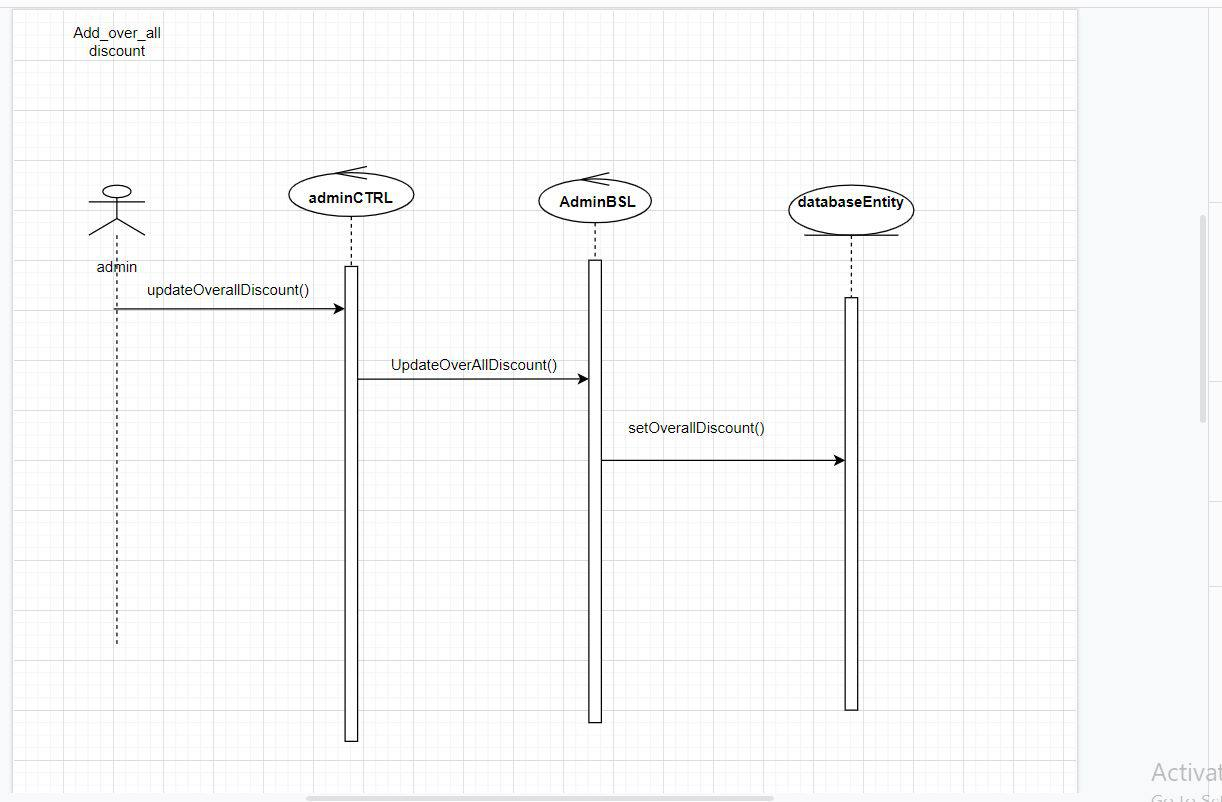 Add_over_all
discount
adminCTRL
AdminBSL
databaseEntity
admin
updateOverallDiscount()
UpdateOverAllDiscount()
setOverallDiscount()
Activat